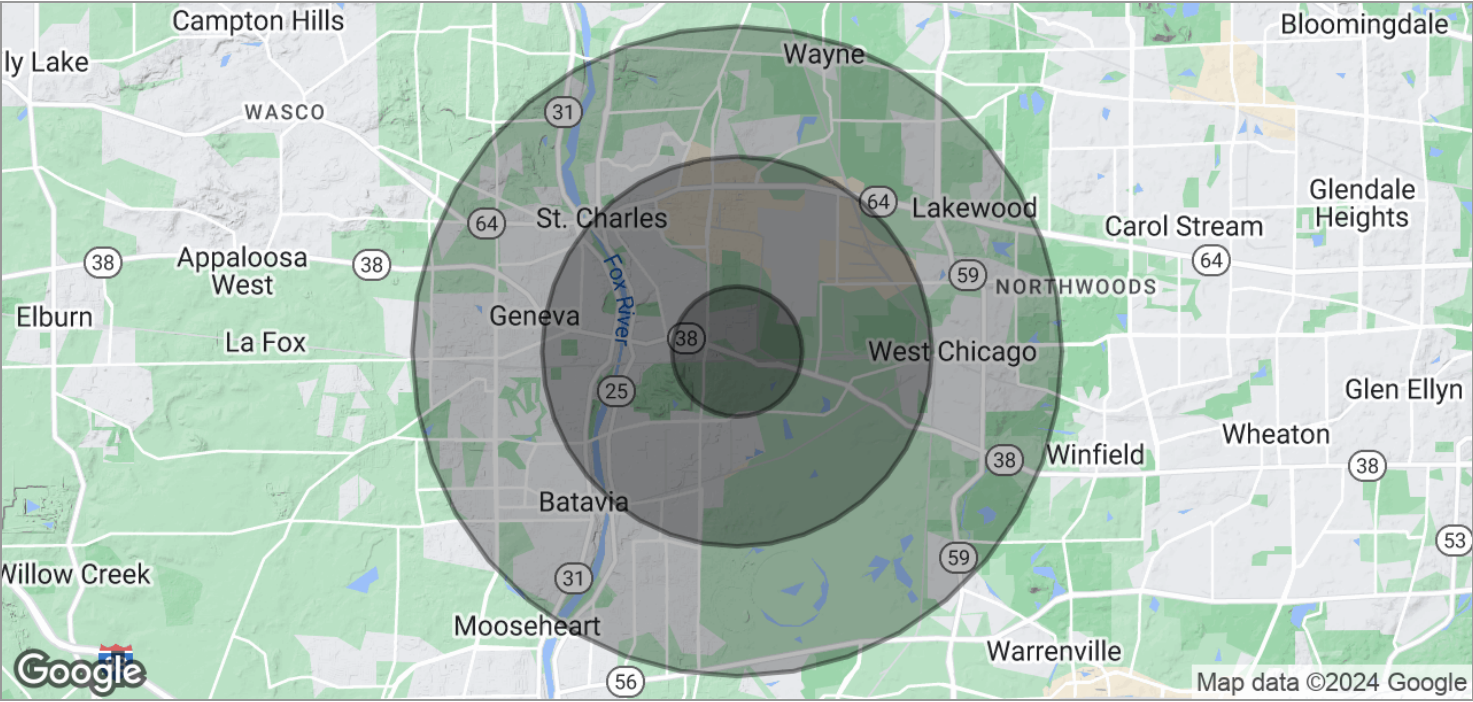 Campton Hills
Bloomingdale
Wayne
ly Lake
31
WASCO
Glendale
Heights
64
Lakewood
St. Charles
64
Carol Stream
38
Appaloosa
West
38
64
59
NORTHWOODS
Fox River
Elburn
Geneva
La Fox
38
West Chicago
25
Glen Ellyn
Wheaton
Winfield
38
38
Batavia
53
59
Willow Creek
31
Mooseheart
Warrenville
Google
56
Map data ©2024 Google